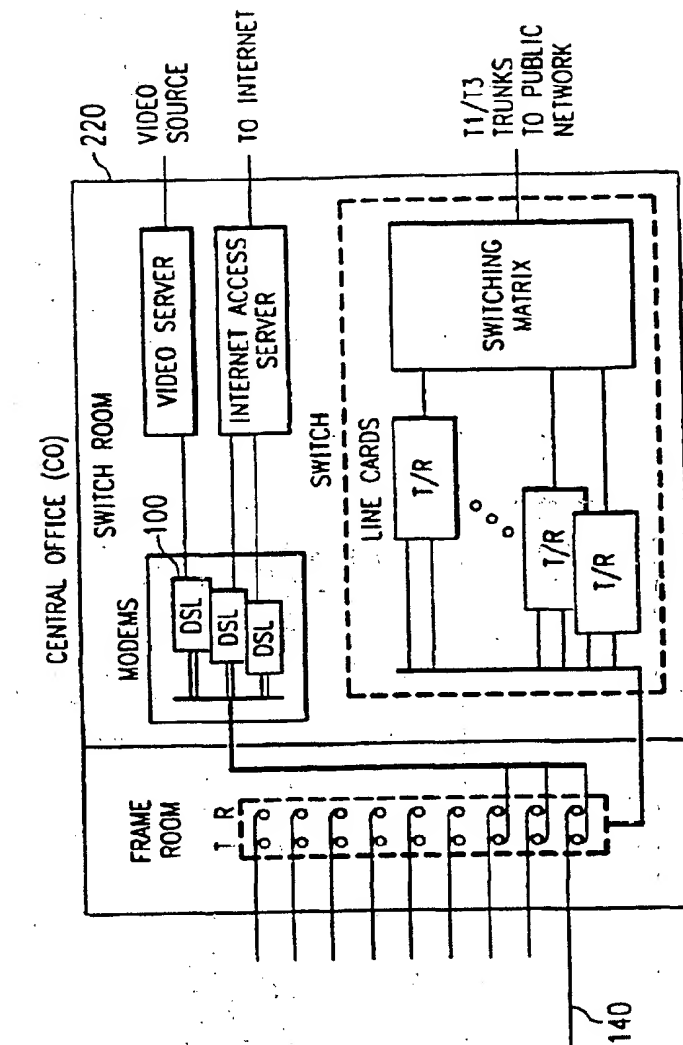 CENTRAL OFFICE (CO)
220
FRAME
ROOM
SWITCH ROOM
T R
MODEMS
100
DSL
DSL
DSL
VIDEO SERVER
VIDEO
SOURCE
INTERNET ACCESS
SERVER
TO INTERNET
SWITCH
LINE CARDS
T/R
T/R
T/R
SWITCHING
MATRIX
T1/T3
TRUNKS
TO PUBLIC
NETWORK
140